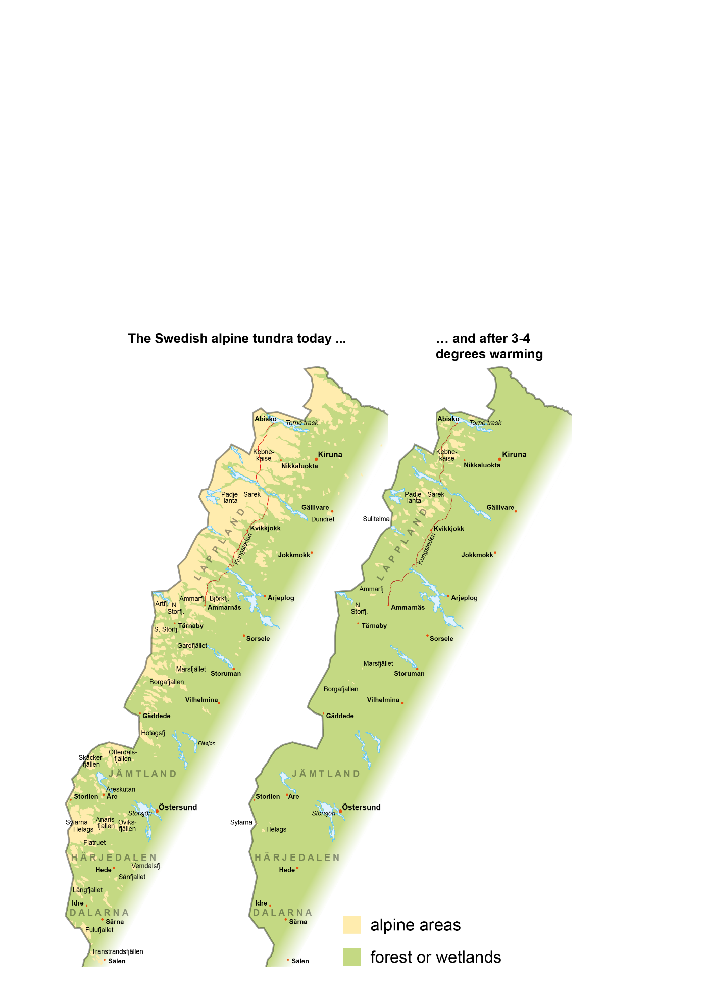 The Swedish alpine tundra today ...
Abisko
Torne träsk
Kebne-
kaise
Kiruna
Nikkaluokta
Padje-
lanta
Sarek
Gällivare
Dundret
LAPPLAND
Kvikkjokk
Kungsleden
Jokkmokk
Arjeplog
Artfj.
N.
Storfj.
Ammarfj.
Björkfj.
Ammarnäs
Tärnaby
S. Storfj.
Sorsele
Gardfjället
Marsfjället
Storuman
Borgafjällen
Vilhelmina
Gäddede
Hotagsfj.
Flåsjön
Offerdals-
fjällen
Skäcker-
fjällen
JÄMTLAND
Åreskutan
Storlien
Åre
Östersund
Storsjön
Sylarna
Helags
Anaris-
fjällen
Oviks-
fjällen
Flatruet
HÄRJEDALEN
Vemdalsfj.
Hede
Sånfjället
Långfjället
Idre
DALARNA
Särna
Fulufjället
Transtrandsfjällen
Sälen
… and after 3-4
degrees warming
Abisko
Torne träsk
Kebne-
kaise
Kiruna
Nikkaluokta
Padje-
lanta
Sarek
Gällivare
Sulitelma
LAPPLAND
Kvikkjokk
Kungsleden
Jokkmokk
Ammarfj.
Arjeplog
N.
Storfj.
Ammarnäs
Tärnaby
Sorsele
Marsfjället
Storuman
Borgafjällen
Vilhelmina
Gäddede
JÄMTLAND
Storlien
Åre
Östersund
Storsjön
Sylarna
Helags
HÄRJEDALEN
Hede
Idre
DALARNA
Särna
Sälen
alpine areas
forest or wetlands